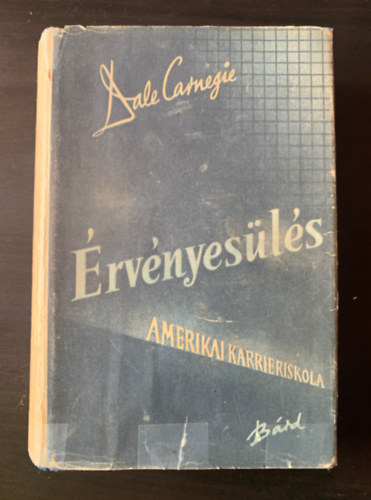 Dale Carnegie
Érvényesülés
AMERIKAI KARRIERISKOLA
Bárd